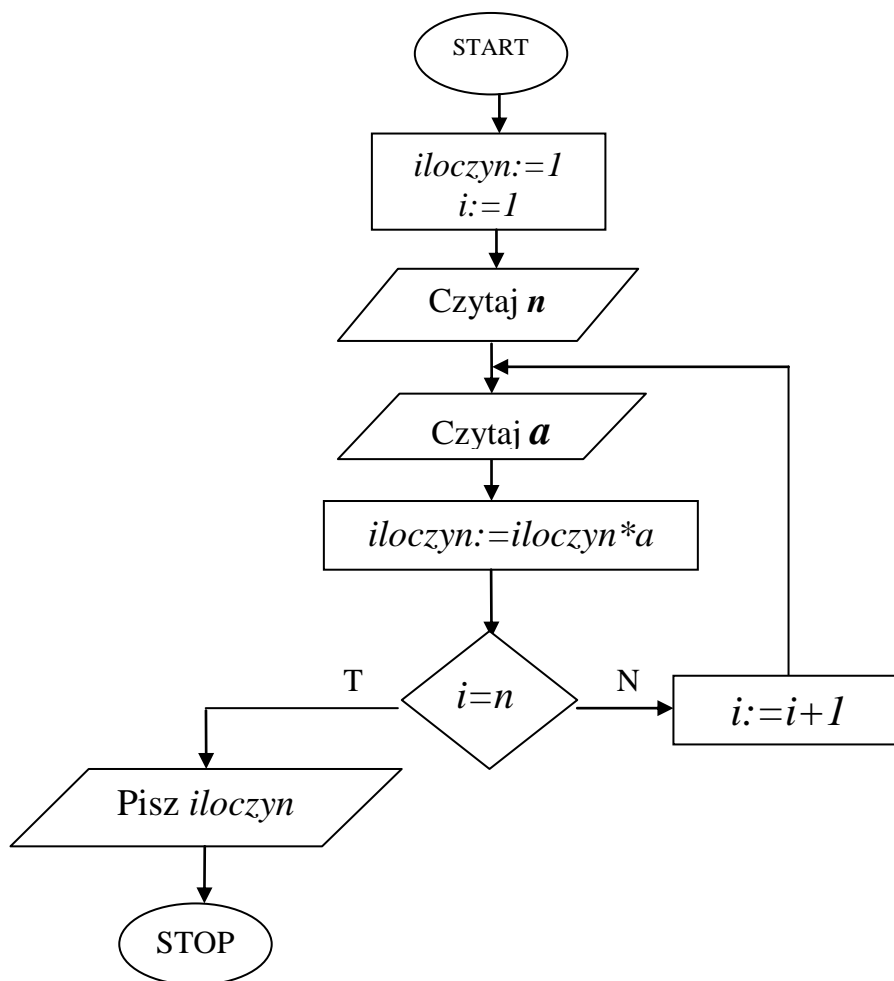 START
iloczyn:=1
i:=1
Czytaj n
Czytaj a
iloczyn:=iloczyn*a
T
i=n
N
i:=i+1
Pisz iloczyn
STOP